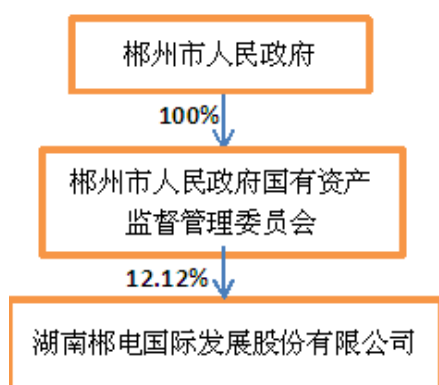 郴州市人民政府
100%
郴州市人民政府国有资产
监督管理委员会
12.12%
湖南郴电国际发展股份有限公司